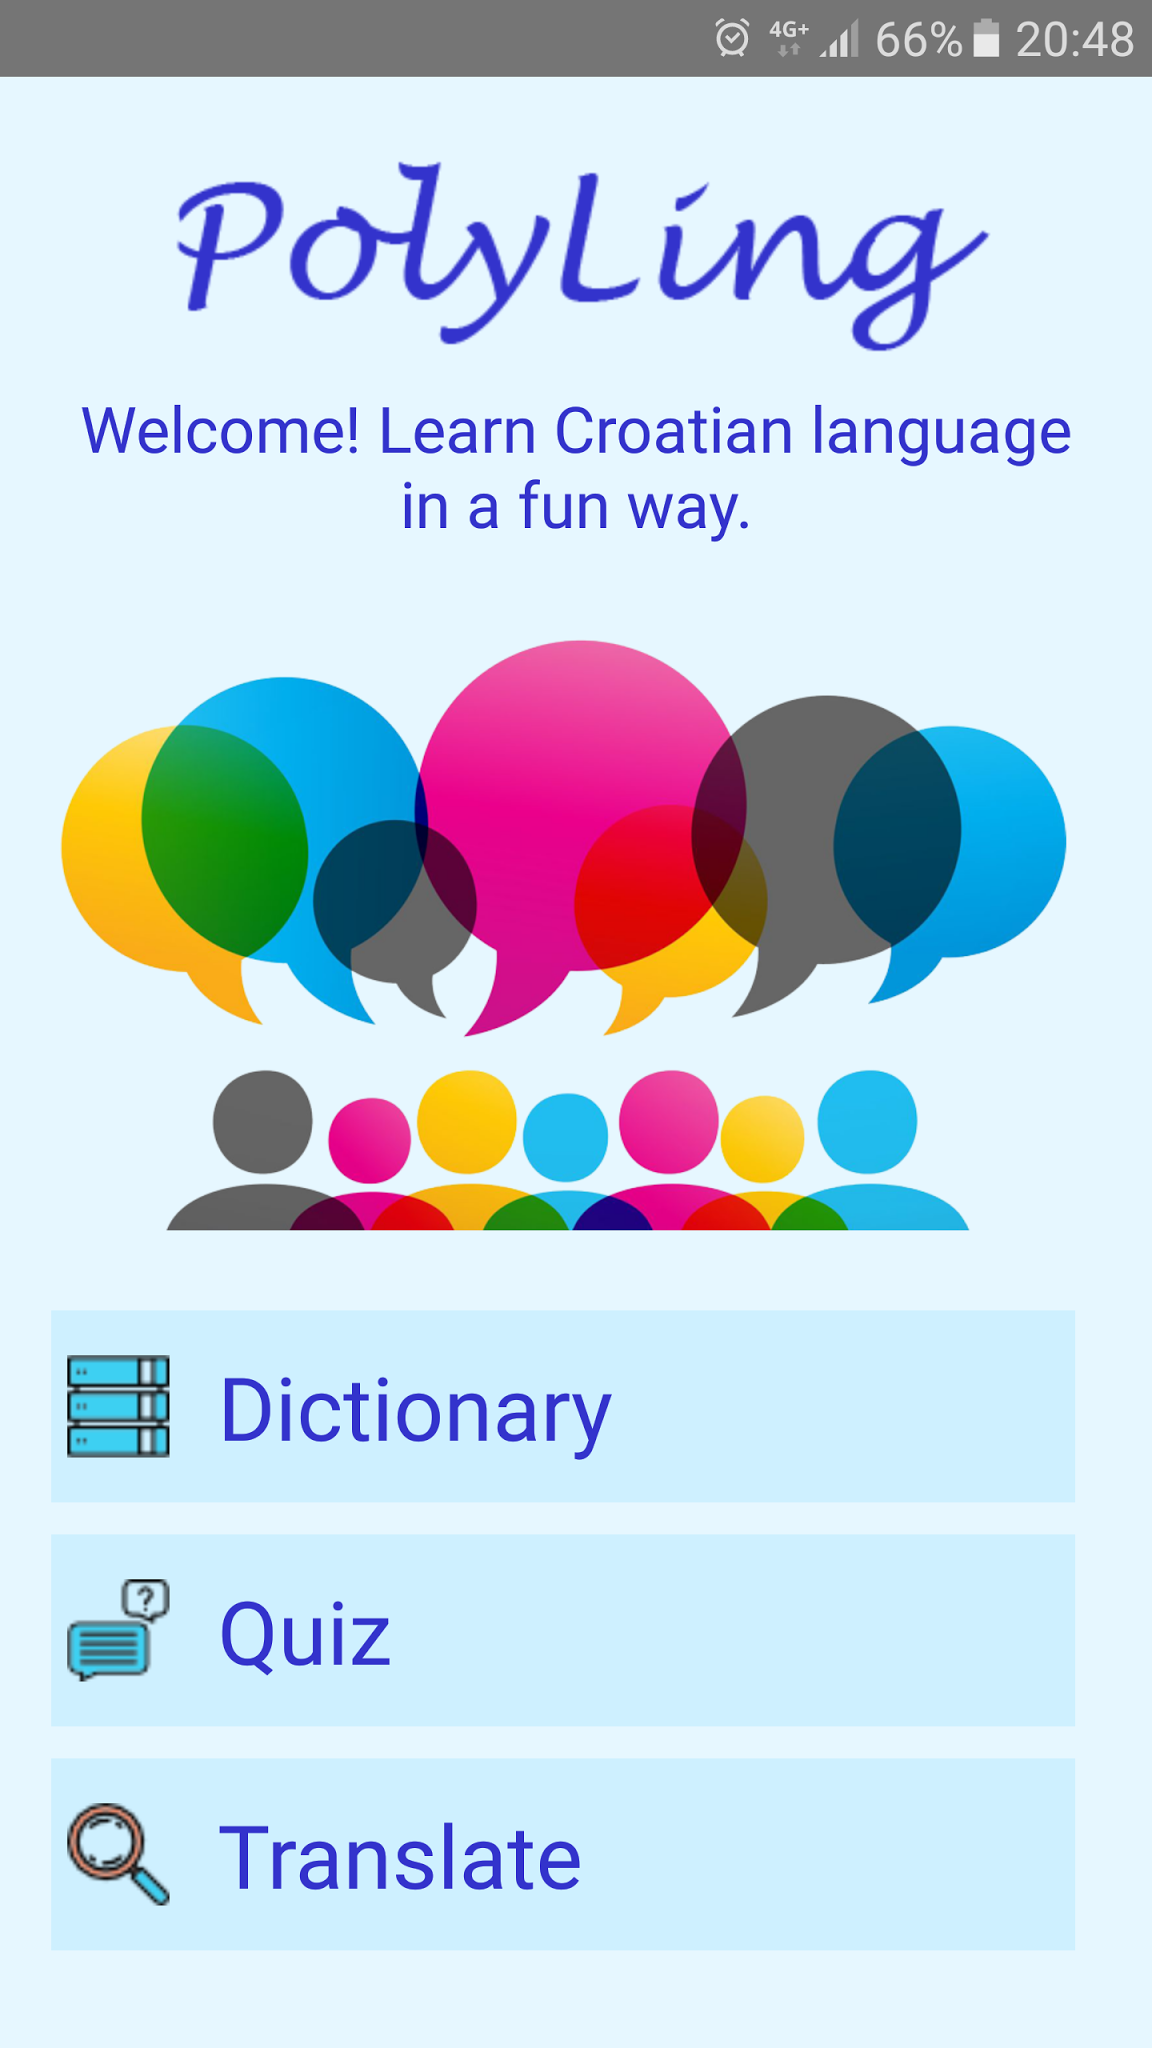 4G+ 66% 20:48
PolyLing
Welcome! Learn Croatian language
in a fun way.
Dictionary
?
Quiz
Translate